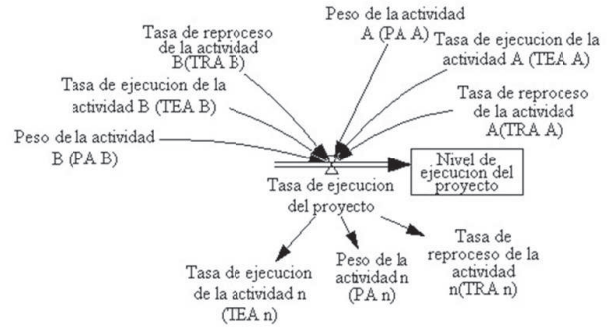 Tasa de reproceso
de la actividad
B(TRA B)
Peso de la actividad
A (PA A)
Tasa de ejecucion de la
actividad A (TEA A)
Tasa de ejecucion de la
actividad B (TEA B)
Tasa de reproceso
de la actividad
A(TRA A)
Peso de la actividad
B (PA B)
Nivel de
ejecucion del
proyecto
Tasa de ejecucion
del proyecto
Tasa de ejecucion
de la actividad n
(TEA n)
Peso de la
actividad n
(PA n)
Tasa de
reproceso de la
actividad
n(TRA n)